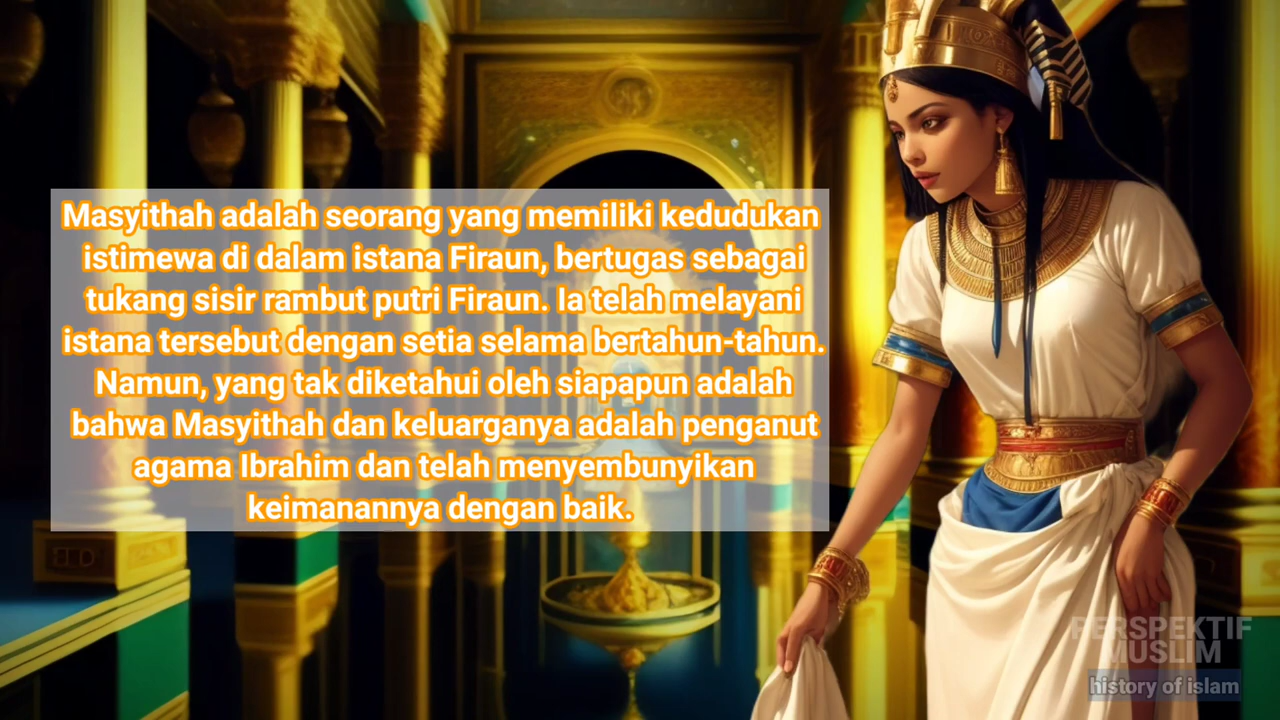 Masyithah adalah seorang yang memiliki kedudukan
istimewa di dalam istana Firaun, bertugas sebagai
tukang sisir rambut putri Firaun. Ia telah melayani
istana tersebut dengan setia selama bertahun-tahun.
Namun, yang tak diketahui oleh siapapun adalah
bahwa Masyithah dan keluarganya adalah penganut
agama Ibrahim dan telah menyembunyikan
keimanannya dengan baik.
PERSPEKTIF
MUSLIM
history of islam